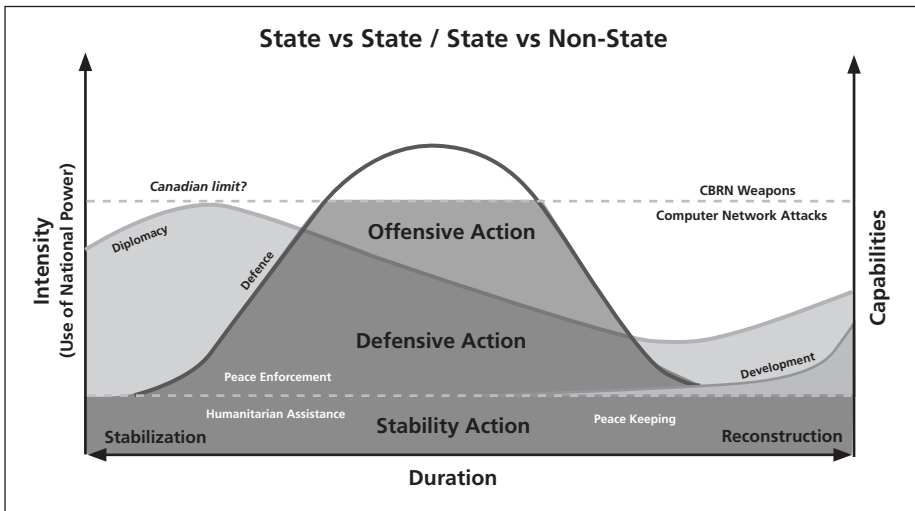 State vs State / State vs Non-State
Canadian limit?
CBRN Weapons
Computer Network Attacks
Intensity
(Use of National Power)
Capabilities
Diplomacy
Defence
Offensive Action
Defensive Action
Development
Peace Enforcement
Humanitarian Assistance
Peace Keeping
Stability Action
Stabilization
Reconstruction
Duration